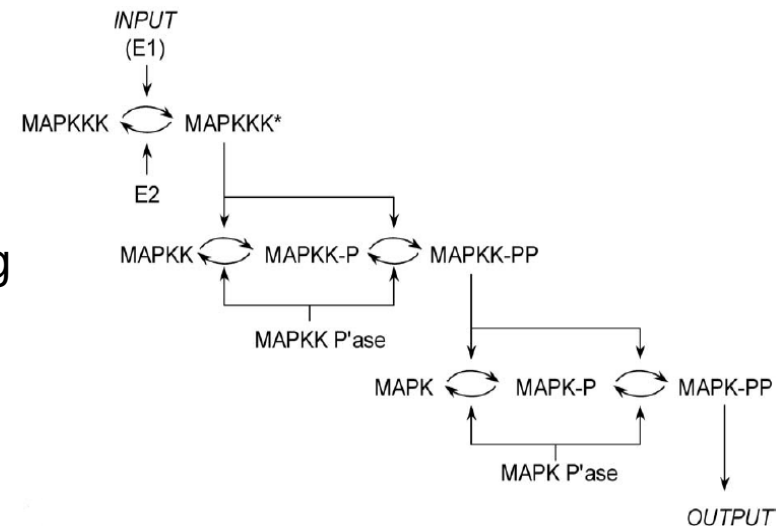 INPUT
(E1)
MAPKKK MAPKKK*
E2
g
MAPKK MAPKK-P MAPKK-PP
MAPKK P'ase
MAPK MAPK-P MAPK-PP
MAPK P'ase
OUTPUT